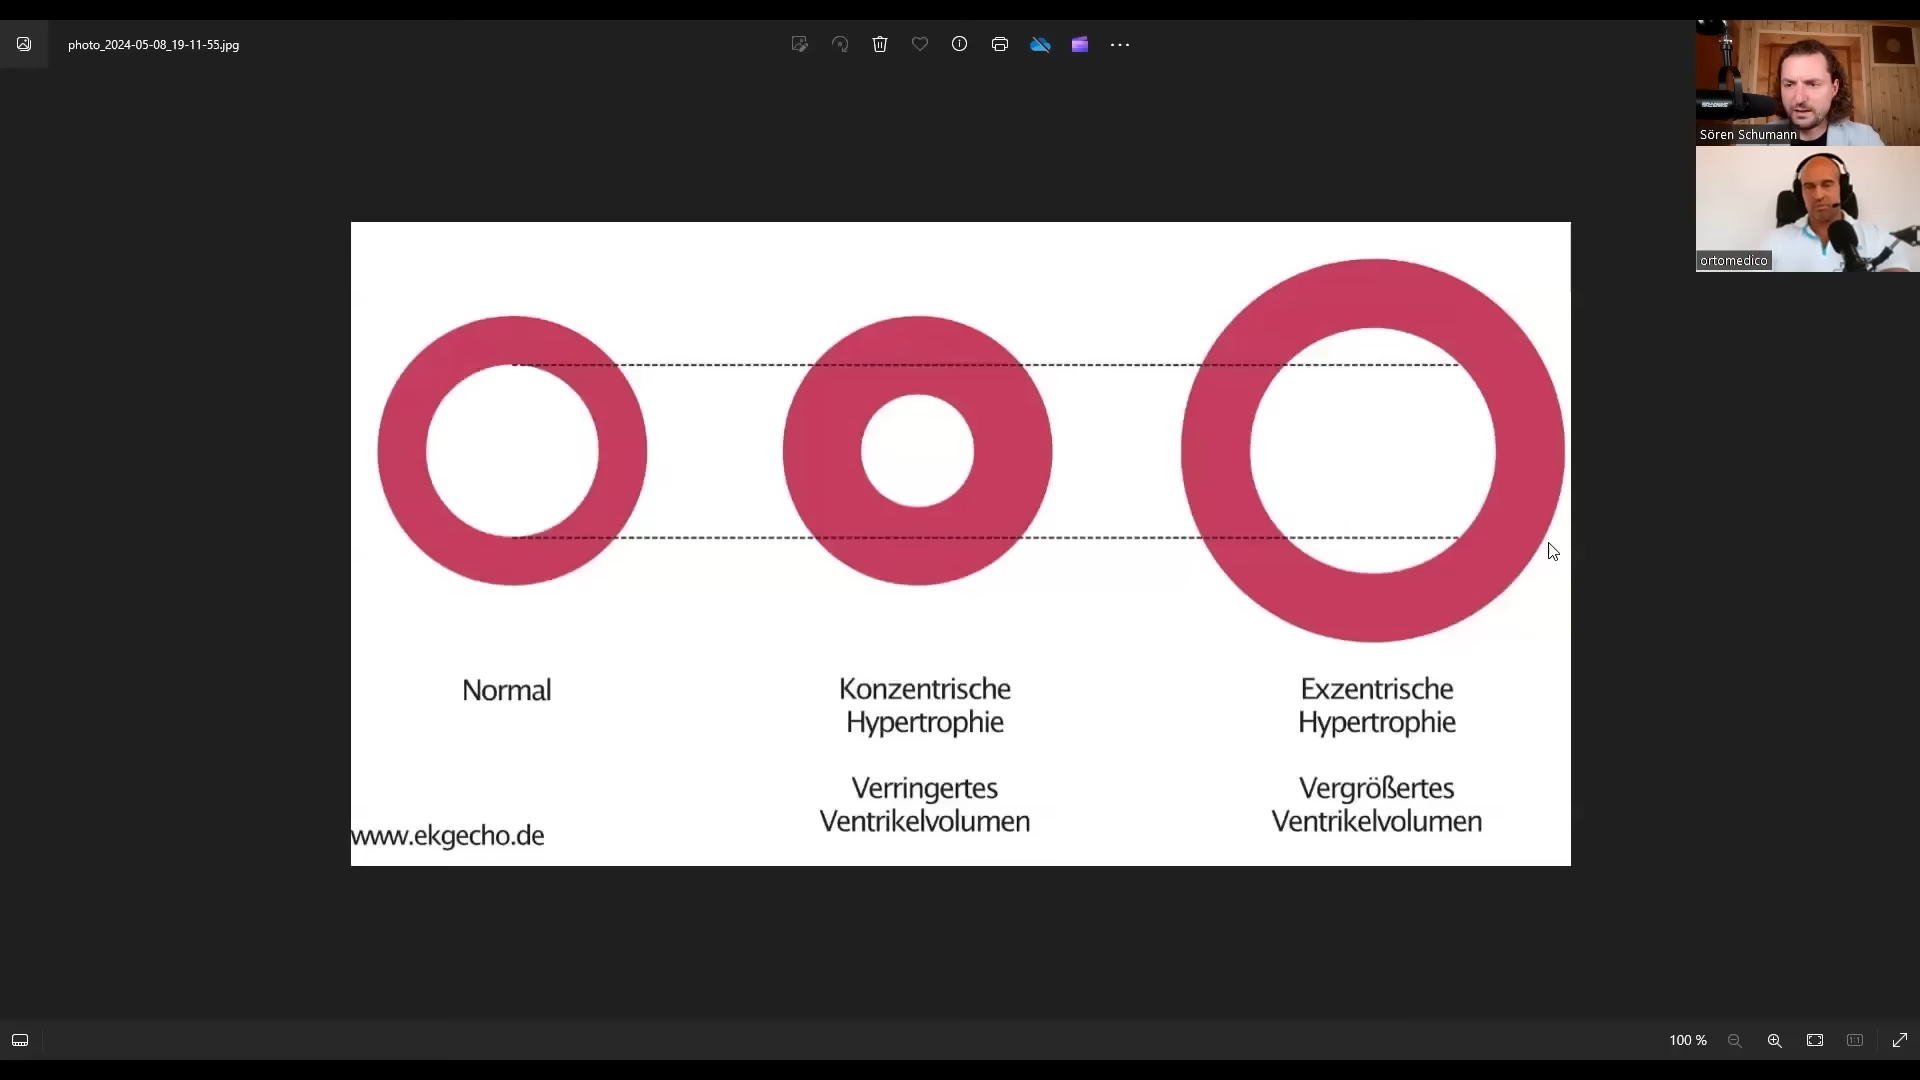 photo_2024-05-08_19-11-55.jpg
Sören Schumann
ortomedico
Normal
Konzentrische
Hypertrophie
Exzentrische
Hypertrophie
Verringertes
Ventrikelvolumen
Vergrößertes
Ventrikelvolumen
www.ekgecho.de
100 %